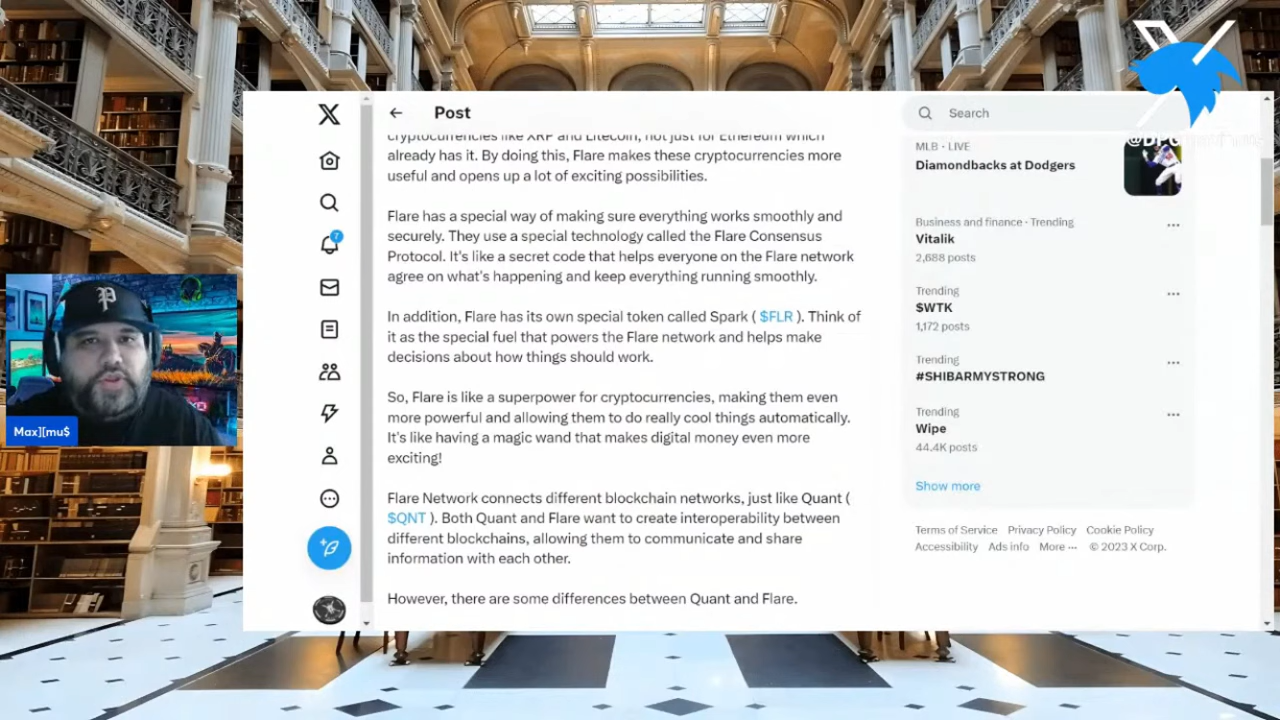 Post
Search
cryptocurrencies like XRP and Litecoin, not just for Ethereum which
already has it. By doing this, Flare makes these cryptocurrencies more
useful and opens up a lot of exciting possibilities.
Flare has a special way of making sure everything works smoothly and
securely. They use a special technology called the Flare Consensus
Protocol. It's like a secret code that helps everyone on the Flare network
agree on what's happening and keep everything running smoothly.
In addition, Flare has its own special token called Spark ( $FLR ). Think of
it as the special fuel that powers the Flare network and helps make
decisions about how things should work.
So, Flare is like a superpower for cryptocurrencies, making them even
more powerful and allowing them to do really cool things automatically.
It's like having a magic wand that makes digital money even more
exciting!
Flare Network connects different blockchain networks, just like Quant (
$QNT ). Both Quant and Flare want to create interoperability between
different blockchains, allowing them to communicate and share
information with each other.
However, there are some differences between Quant and Flare.
MLB · LIVE
Diamondbacks at Dodgers
Business and finance · Trending
Vitalik
2,688 posts
Trending
$WTK
1,172 posts
Trending
#SHIBARMYSTRONG
Trending
Wipe
44.4K posts
Show more
Terms of Service Privacy Policy Cookie Policy
Accessibility Ads info More ··· © 2023 X Corp.
7
P
Max][mu$